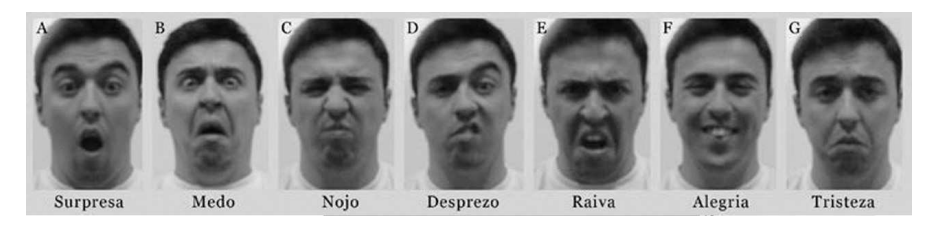 A B C D E F G
Surpresa Medo Nojo Desprezo Raiva Alegria Tristeza